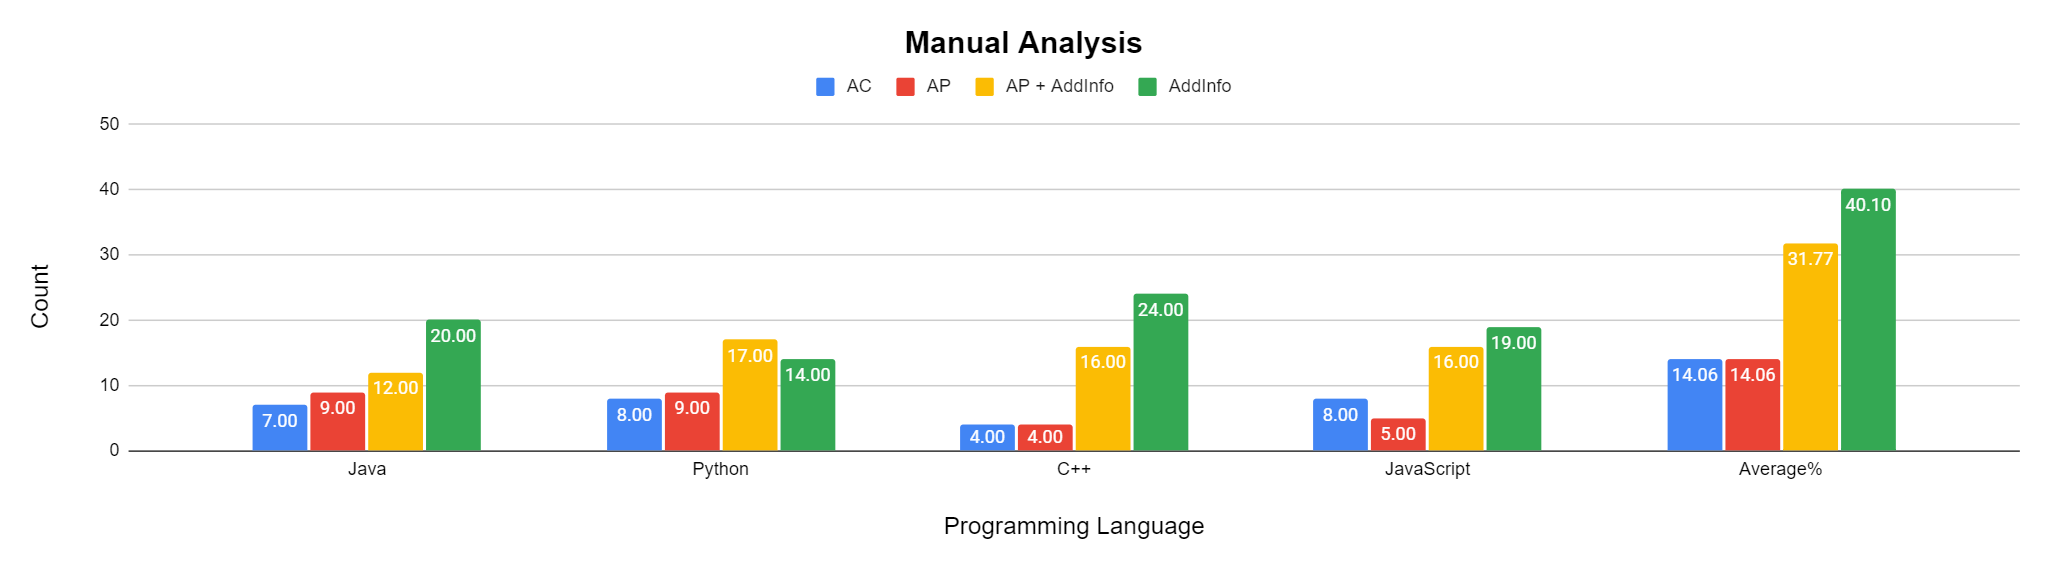 Manual Analysis
AC AP AP + AddInfo AddInfo
50
40
30
20
10
0
Count
7.00 9.00 12.00 20.00
8.00 9.00 17.00 14.00
4.00 4.00 16.00 24.00
8.00 5.00 16.00 19.00
14.06 14.06 31.77 40.10
Java Python C++ JavaScript Average%
Programming Language